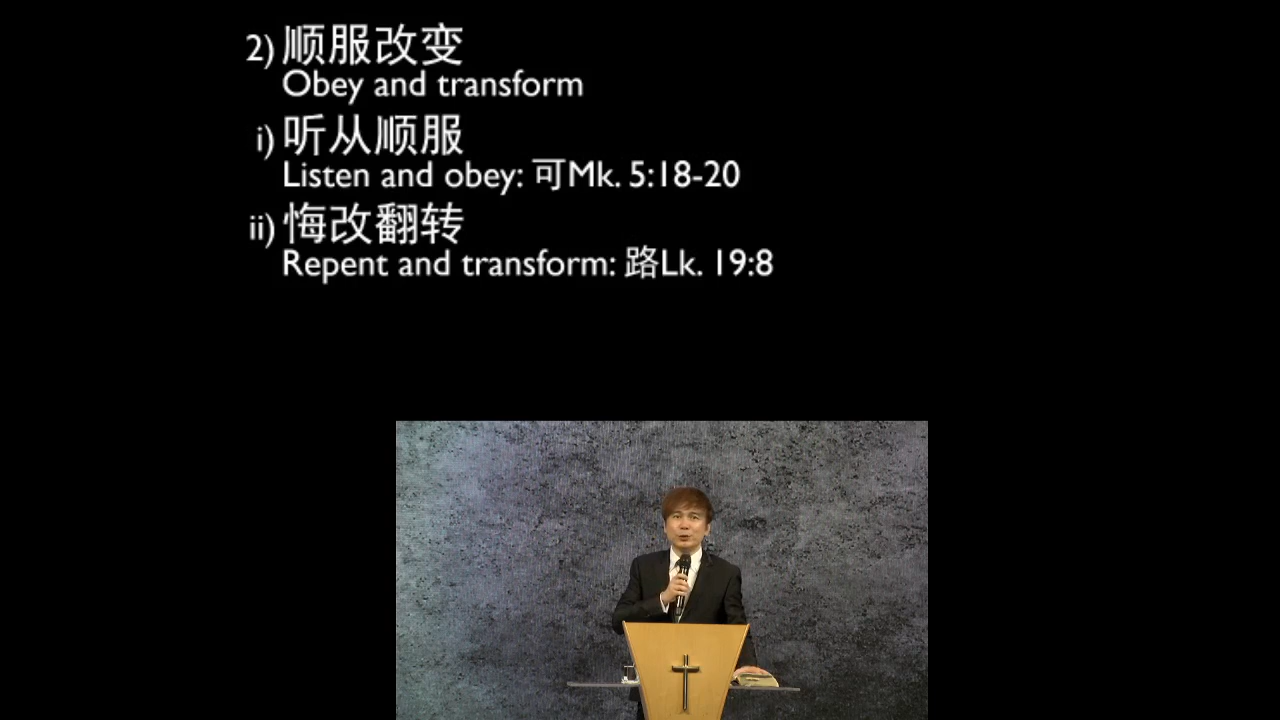 2) 顺服改变
Obey and transform
i) 听从顺服
Listen and obey: 可Mk. 5:18-20
ii) 悔改翻转
Repent and transform: 路Lk. 19:8